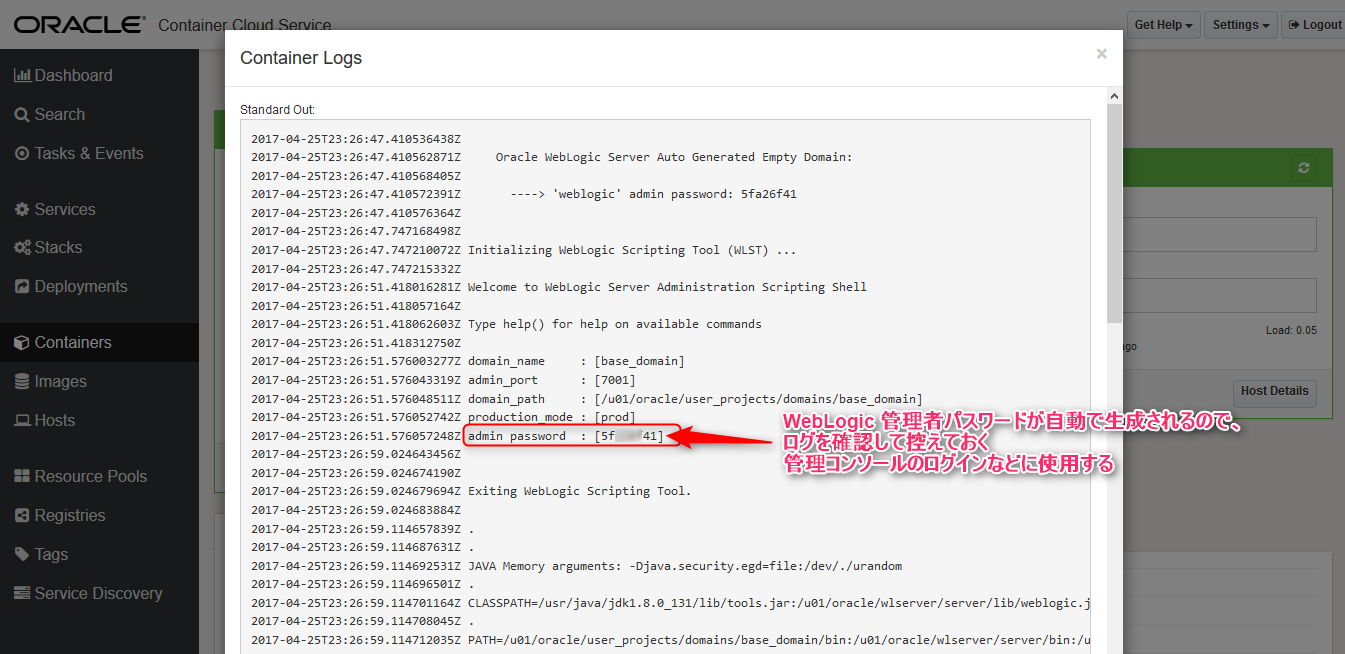 ORACLE® Container Cloud Service
Get Help
Settings
Logout
Dashboard
Search
Tasks & Events
Services
Stacks
Deployments
Containers
Images
Hosts
Resource Pools
Registries
Tags
Service Discovery
Container Logs
×
Standard Out:
2017-04-25T23:26:47.410536438Z
2017-04-25T23:26:47.410562871Z Oracle WebLogic Server Auto Generated Empty Domain:
2017-04-25T23:26:47.410568405Z
2017-04-25T23:26:47.410572391Z ----> 'weblogic' admin password: 5fa26f41
2017-04-25T23:26:47.410576364Z
2017-04-25T23:26:47.747168498Z
2017-04-25T23:26:47.747210072Z Initializing WebLogic Scripting Tool (WLST) ...
2017-04-25T23:26:47.747215332Z
2017-04-25T23:26:51.418016281Z Welcome to WebLogic Server Administration Scripting Shell
2017-04-25T23:26:51.418057164Z
2017-04-25T23:26:51.418062603Z Type help() for help on available commands
2017-04-25T23:26:51.418312750Z
2017-04-25T23:26:51.576003277Z domain_name : [base_domain]
2017-04-25T23:26:51.576043319Z admin_port : [7001]
2017-04-25T23:26:51.576048511Z domain_path : [/u01/oracle/user_projects/domains/base_domain]
2017-04-25T23:26:51.576052742Z production_mode : [prod]
2017-04-25T23:26:51.576057248Z admin password : [5f 41]
2017-04-25T23:26:59.024643456Z
2017-04-25T23:26:59.024674190Z
2017-04-25T23:26:59.024679694Z Exiting WebLogic Scripting Tool.
2017-04-25T23:26:59.024683884Z
2017-04-25T23:26:59.114657839Z .
2017-04-25T23:26:59.114687631Z .
2017-04-25T23:26:59.114692531Z JAVA Memory arguments: -Djava.security.egd=file:/dev/./urandom
2017-04-25T23:26:59.114696501Z .
2017-04-25T23:26:59.114701164Z CLASSPATH=/usr/java/jdk1.8.0_131/lib/tools.jar:/u01/oracle/wlserver/server/lib/weblogic.j
2017-04-25T23:26:59.114708045Z .
2017-04-25T23:26:59.114712035Z PATH=/u01/oracle/user_projects/domains/base_domain/bin:/u01/oracle/wlserver/server/bin:/u
WebLogic 管理者パスワードが自動で生成されるので、
ログを確認して控えておく
管理コンソールのログインなどに使用する
Load: 0.05
ago
Host Details